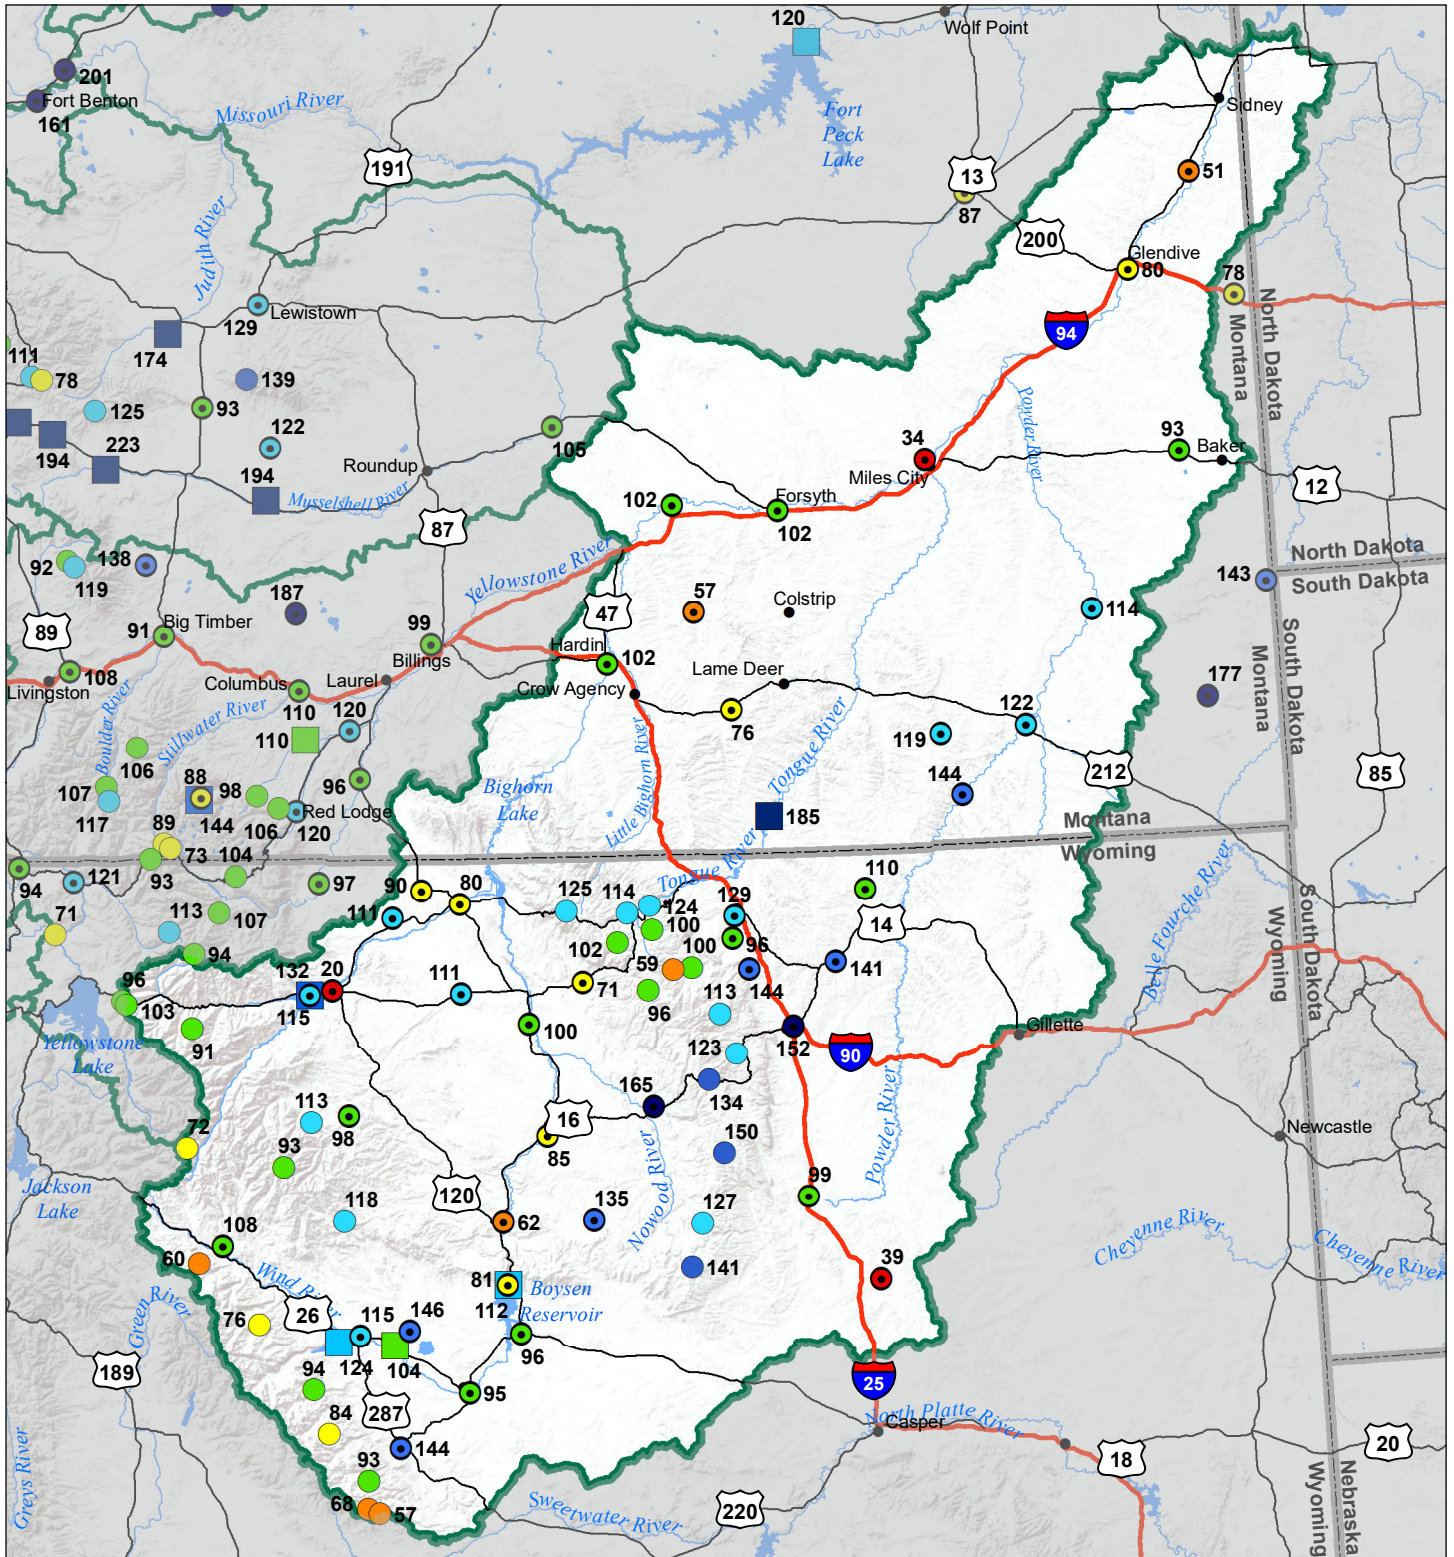 120
Wolf Point
201
Fort Benton
161
Missouri River
Fort
Peck
Lake
Sidney
191
13
87
51
Judith River
200
Glendive
80
78
North Dakota
Montana
94
129
Lewistown
174
111
78
139
125
93
122
194
223
194
Roundup
Musselshell River
105
Powder River
34
Miles City
93
Baker
12
102
Forsyth
102
87
92
119
138
187
Yellowstone River
North Dakota
South Dakota
143
57
Colstrip
114
47
89
91
Big Timber
99
Billings
Hardin
102
Crow Agency
Lame Deer
76
108
Livingston
Columbus
110
Laurel
120
110
Boulder River
Stillwater River
106
107
117
88
144
98
106
Red Lodge
120
96
Bighorn
Lake
Little Bighorn River
Tongue River
185
119
122
144
212
177
South Dakota
Montana
85
Montana
Wyoming
89
73
93
104
94
121
97
71
113
107
94
90
80
111
125
114
124
100
102
Tongue River
129
96
110
14
141
144
Belle Fourche River
South Dakota
Wyoming
96
103
91
Yellowstone
Lake
132
20
115
111
71
59
100
96
113
100
123
152
90
Gillette
Powder River
165
134
16
85
150
72
113
98
93
Jackson
Lake
118
120
62
135
Nowood River
127
141
99
Newcastle
Cheyenne River
Cheyenne River
108
60
Wind River
Green River
81
112
Boysen
Reservoir
39
76
26
115
146
124
104
96
189
94
95
287
84
144
93
68
57
25
North Platte River
Casper
18
20
Greys River
Sweetwater River
220
Nebraska
Wyoming